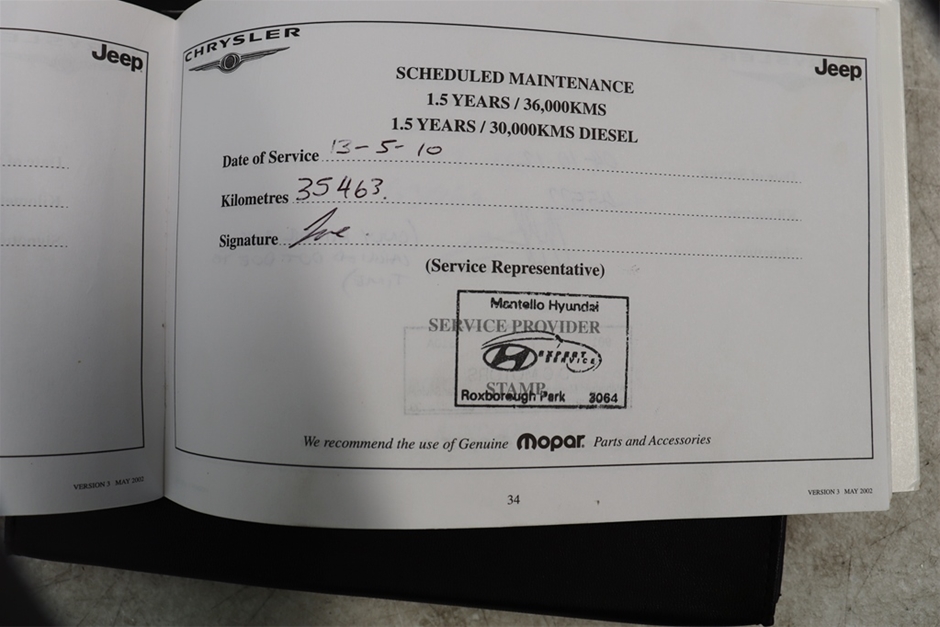 Jeep
VERSION 3 MAY 2002
CHRYSLER
Jeep
SCHEDULED MAINTENANCE
1.5 YEARS / 36,000KMS
1.5 YEARS / 30,000KMS DIESEL
Date of Service 13-5-10
Kilometres 35463.
Signature
(Service Representative)
Mantello Hyundai
SERVICE PROVIDER
STAMP
Roxborough Park 3064
We recommend the use of Genuine Mopar. Parts and Accessories
34
VERSION 3 MAY 2002